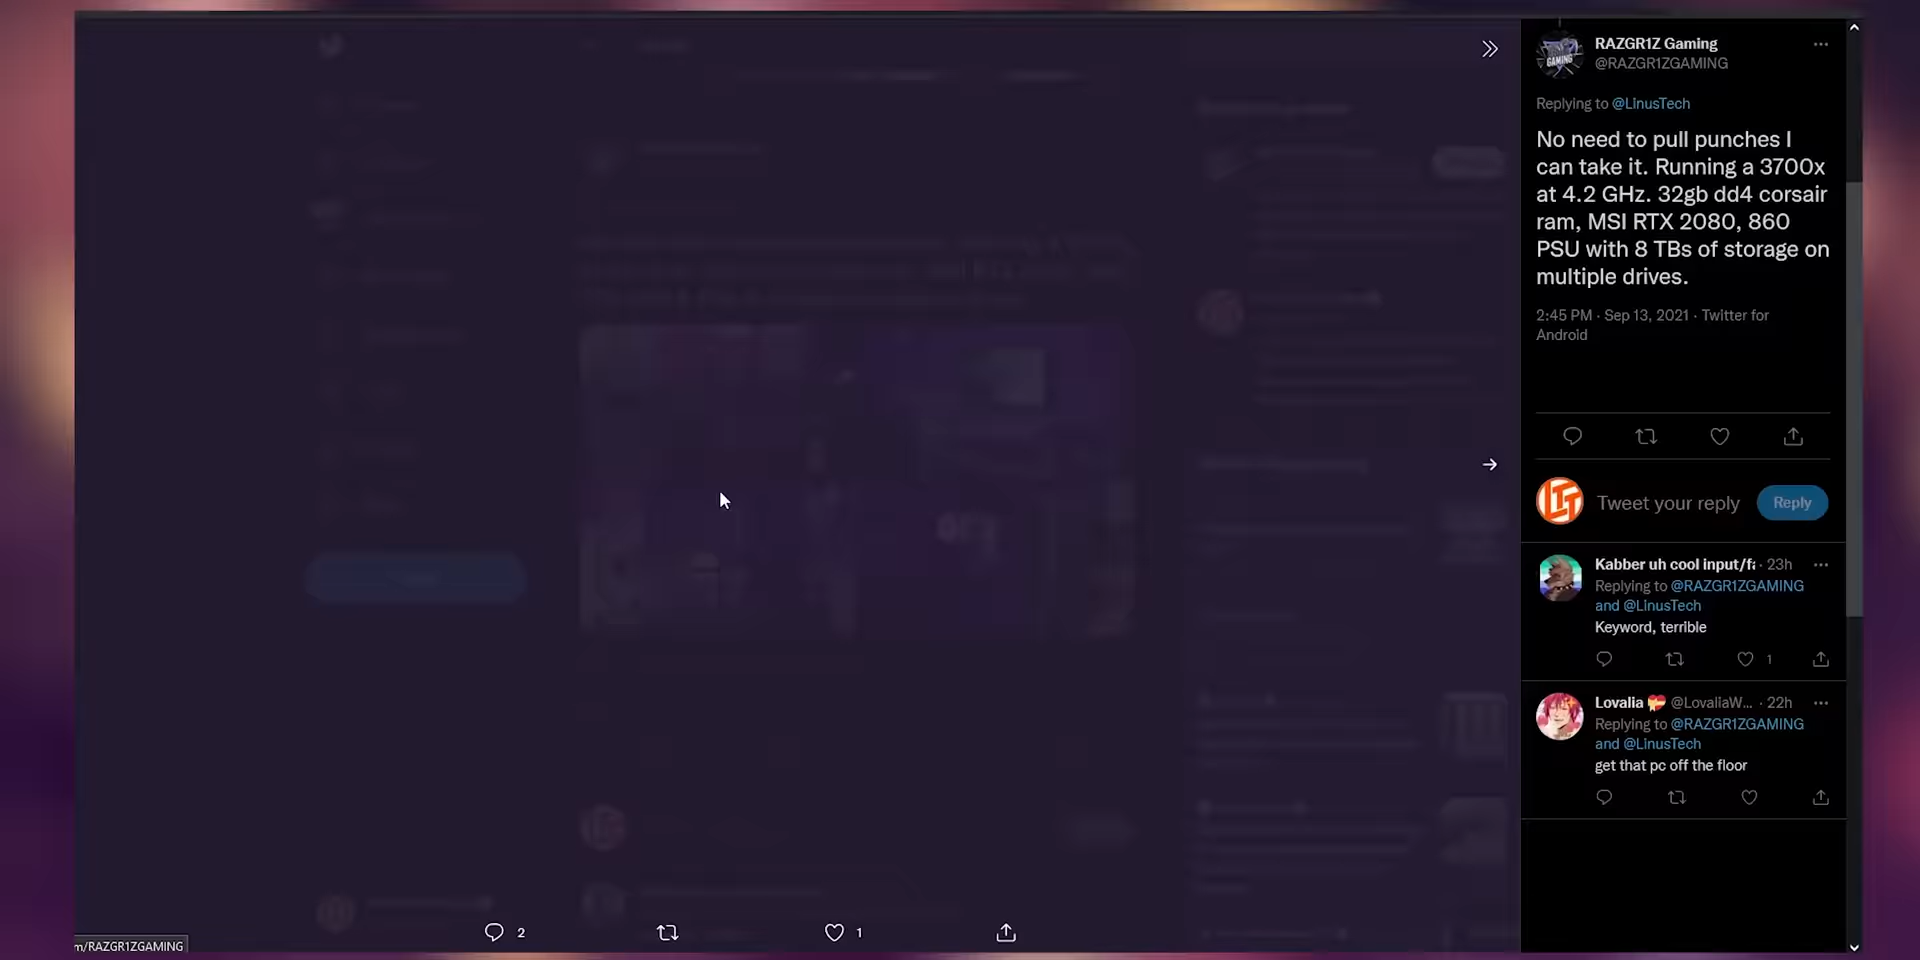 RAZGR1Z Gaming
@RAZGR1ZGAMING
Replying to @LinusTech
No need to pull punches I
can take it. Running a 3700x
at 4.2 GHz. 32gb dd4 corsair
ram, MSI RTX 2080, 860
PSU with 8 TBs of storage on
multiple drives.
2:45 PM · Sep 13, 2021 · Twitter for
Android
Tweet your reply
Reply
Kabber uh cool input/fa · 23h
Replying to @RAZGR1ZGAMING
and @LinusTech
Keyword, terrible
1
Lovalia @LovaliaW... · 22h
Replying to @RAZGR1ZGAMING
and @LinusTech
get that pc off the floor
2
1
m/RAZGR1ZGAMING